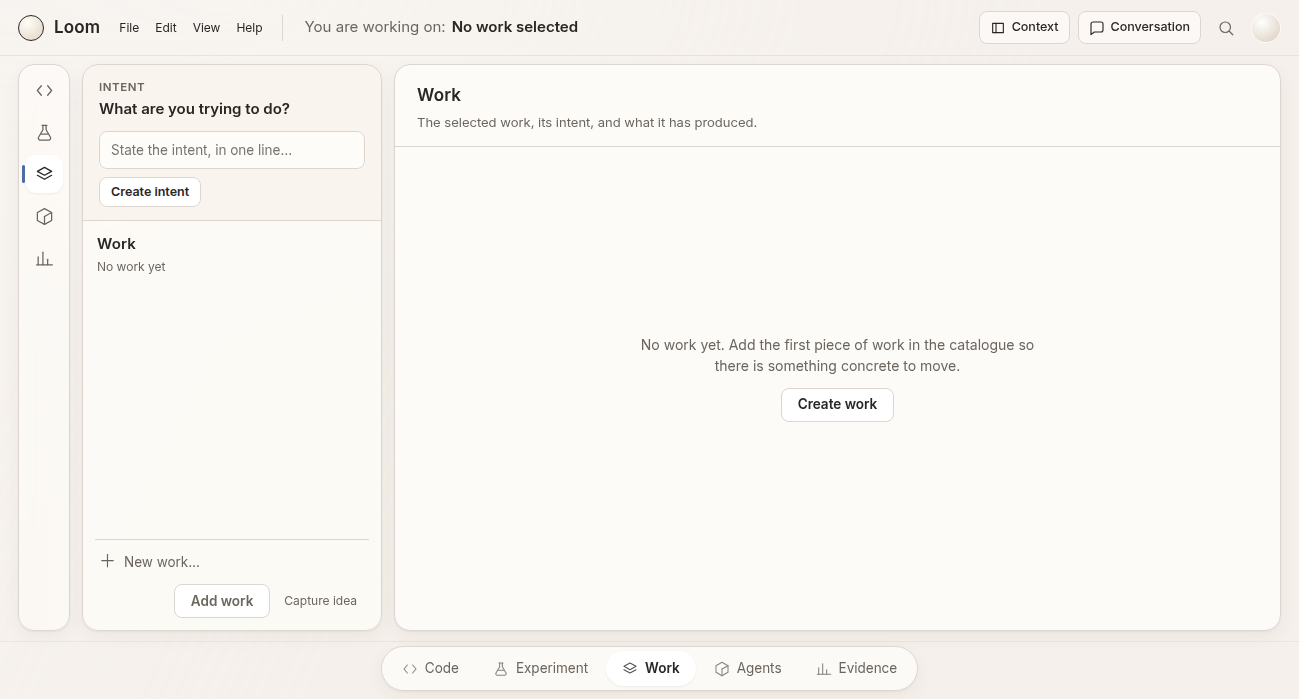 Loom File Edit View Help You are working on: No work selected Context Conversation
INTENT
What are you trying to do?
State the intent, in one line...
Create intent
Work
No work yet
New work...
Add work Capture idea
Work
The selected work, its intent, and what it has produced.
No work yet. Add the first piece of work in the catalogue so
there is something concrete to move.
Create work
Code Experiment Work Agents Evidence